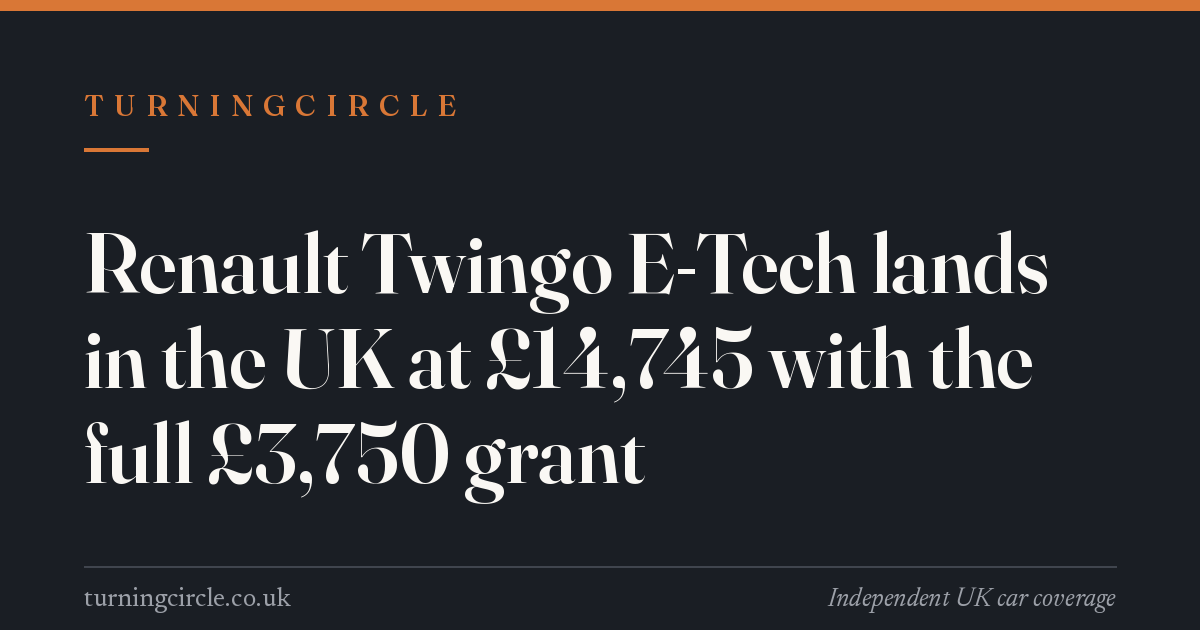 TURNINGCIRCLE
Renault Twingo E-Tech lands
in the UK at £14,745 with the
full £3,750 grant
turningcircle.co.uk
Independent UK car coverage